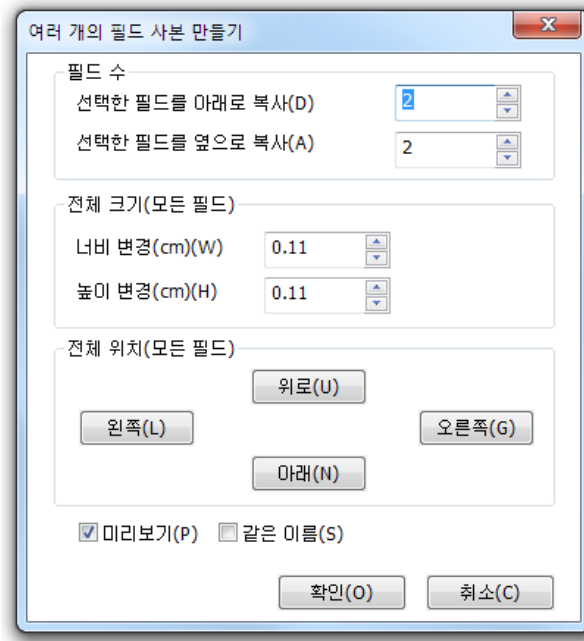 여러 개의 필드 사본 만들기
필드 수
선택한 필드를 아래로 복사(D) 2
선택한 필드를 옆으로 복사(A) 2
전체 크기(모든 필드)
너비 변경(cm)(W) 0.11
높이 변경(cm)(H) 0.11
전체 위치(모든 필드)
위로(U)
왼쪽(L) 오른쪽(G)
아래(N)
미리보기(P) 같은 이름(S)
확인(O) 취소(C)